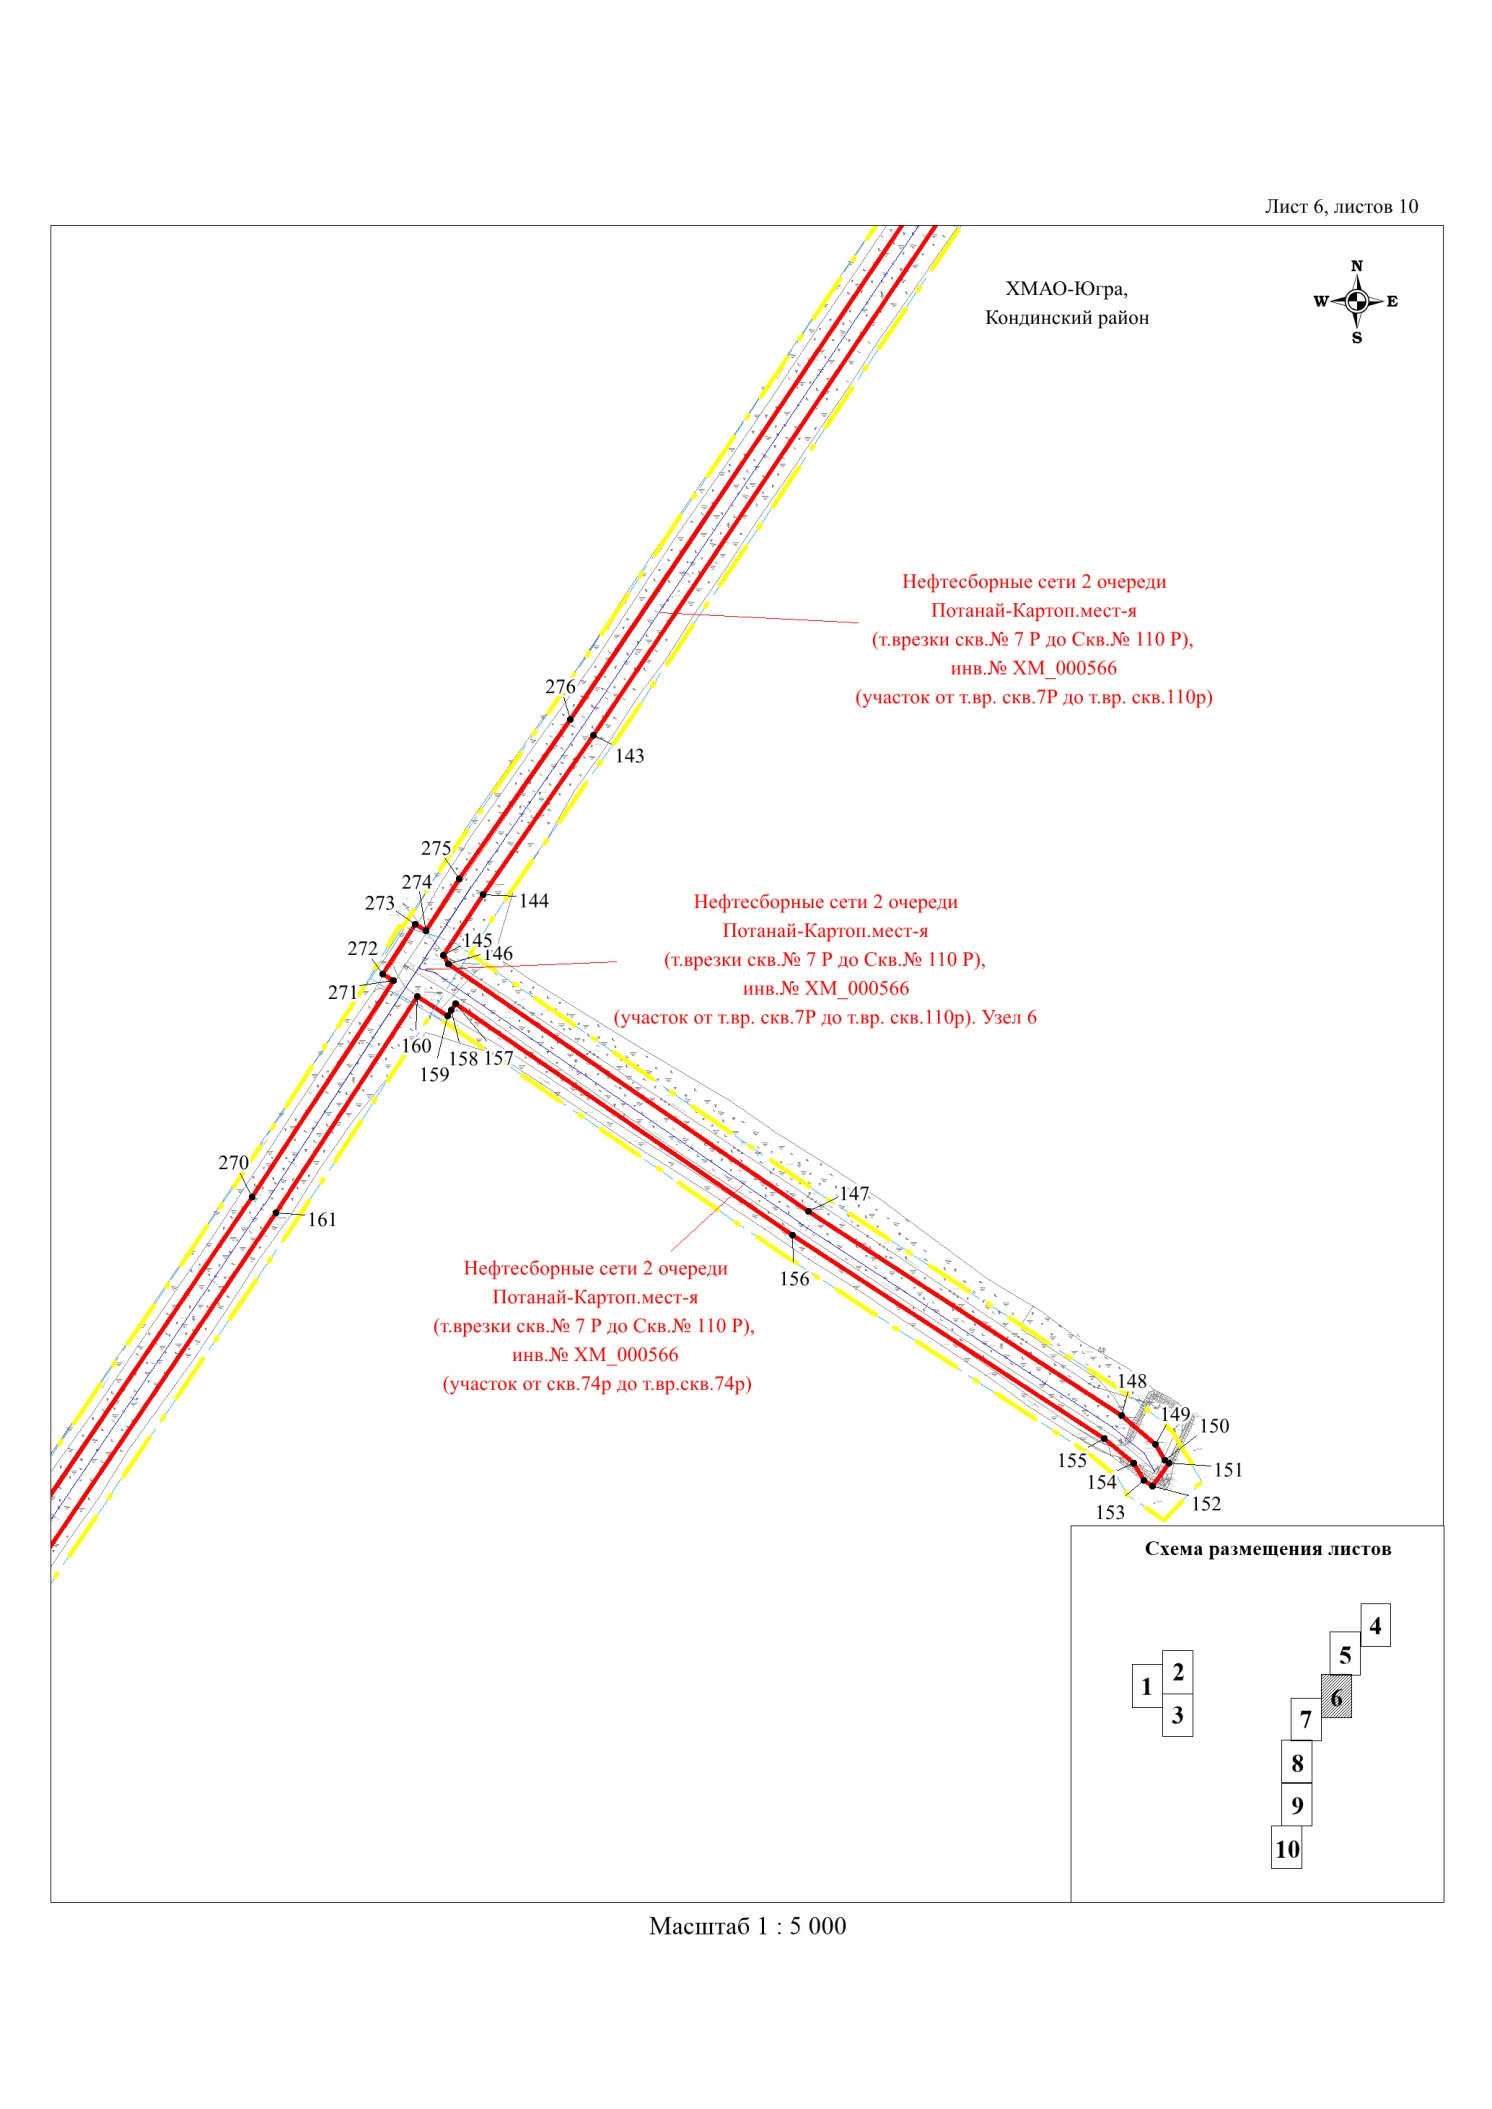 Лист 6, листов 10
ХМАО-Югра,
Кондинский район
N
W E
S
Нефтесборные сети 2 очереди
Потанай-Картоп.мест-я
(т.врезки скв.№ 7 Р до Скв.№ 110 Р),
инв.№ ХМ_000566
(участок от т.вр. скв.7Р до т.вр. скв.110р)
276
143
275
274
144
273
145
272
146
271
Нефтесборные сети 2 очереди
Потанай-Картоп.мест-я
(т.врезки скв.№ 7 Р до Скв.№ 110 Р),
инв.№ ХМ_000566
(участок от т.вр. скв.7Р до т.вр. скв.110р). Узел 6
160
158
157
159
270
161
147
156
Нефтесборные сети 2 очереди
Потанай-Картоп.мест-я
(т.врезки скв.№ 7 Р до Скв.№ 110 Р),
инв.№ ХМ_000566
(участок от скв.74р до т.вр.скв.74р)
148
149
150
155
151
154
152
153
Схема размещения листов
4
5
2
1
6
3
7
8
9
10
Масштаб 1 : 5 000